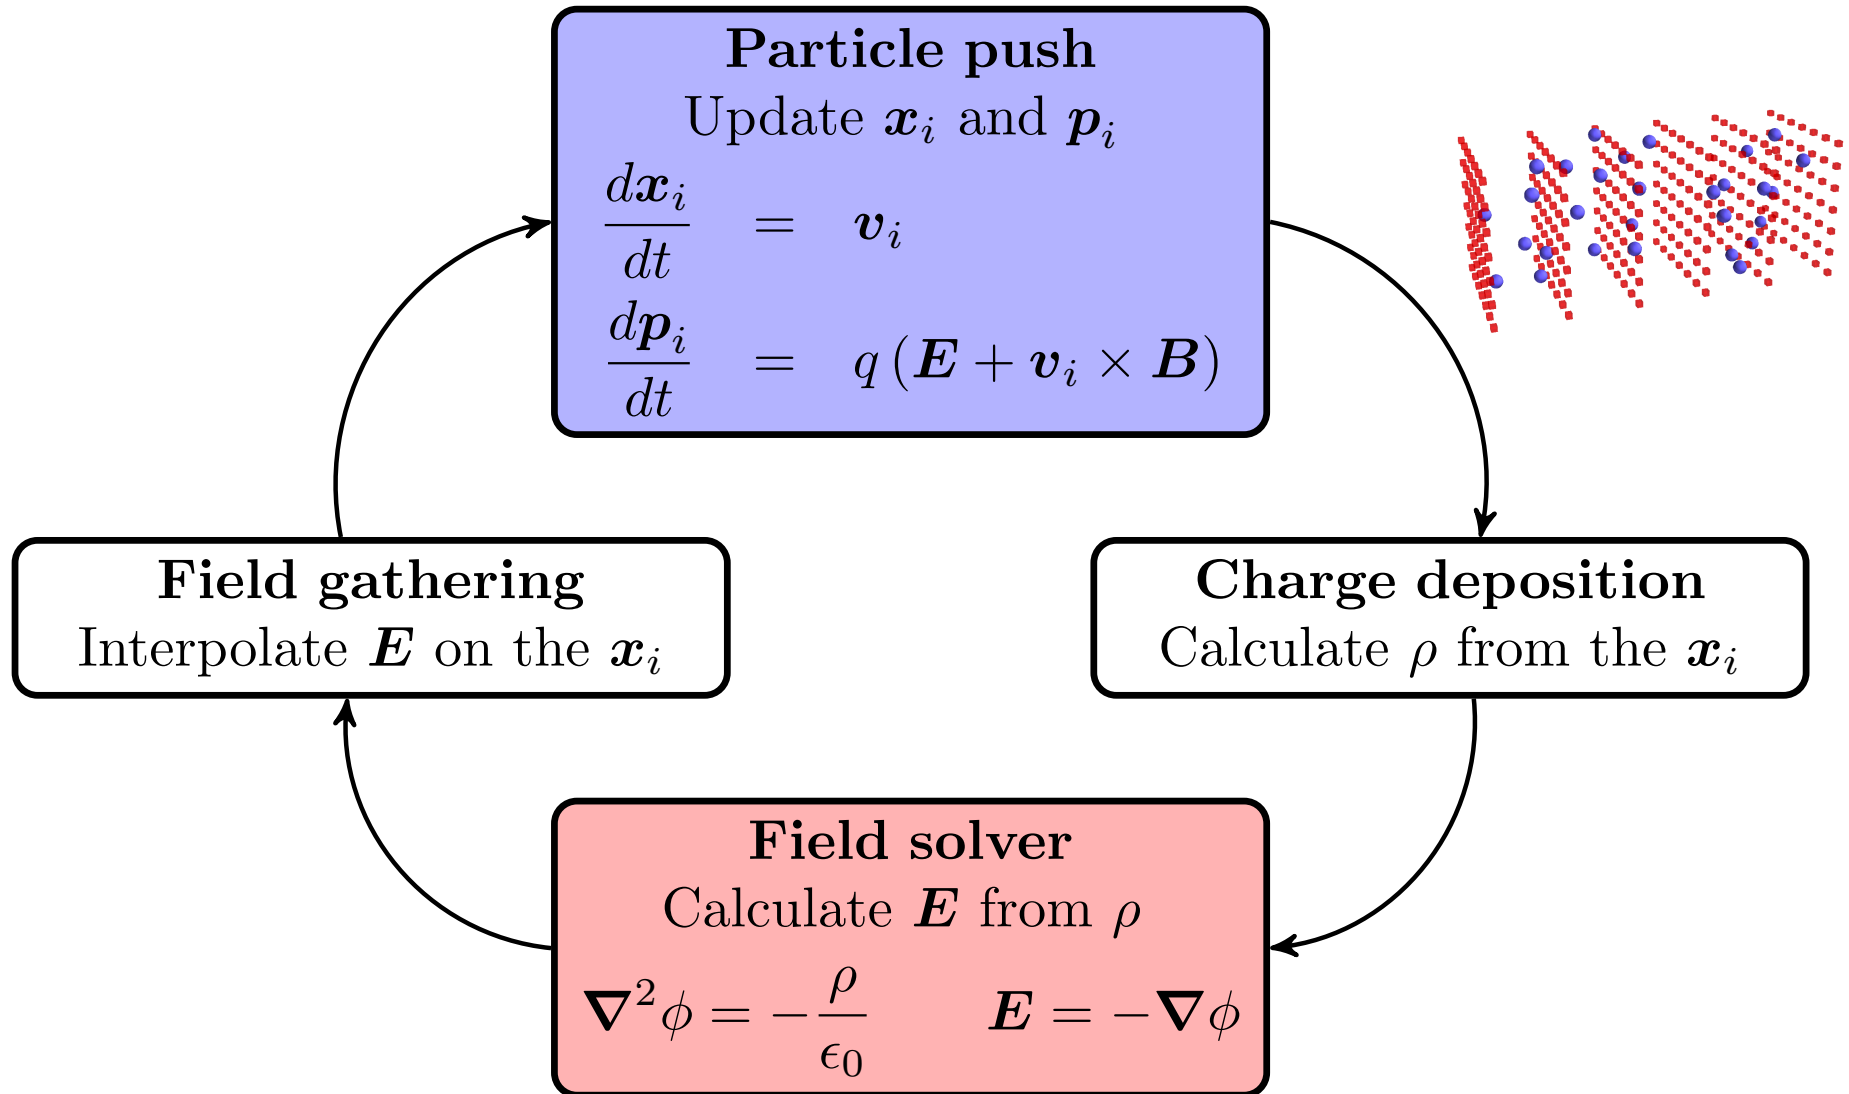 Particle push
Update 𝒙ᵢ and 𝒑ᵢ
d𝒙ᵢ/dt = 𝒗ᵢ
d𝒑ᵢ/dt = q (𝑬 + 𝒗ᵢ × 𝑩)
Field gathering
Interpolate 𝑬 on the 𝒙ᵢ
Charge deposition
Calculate ρ from the 𝒙ᵢ
Field solver
Calculate 𝑬 from ρ
∇²ϕ = −ρ/ϵ₀ 𝑬 = −∇ϕ